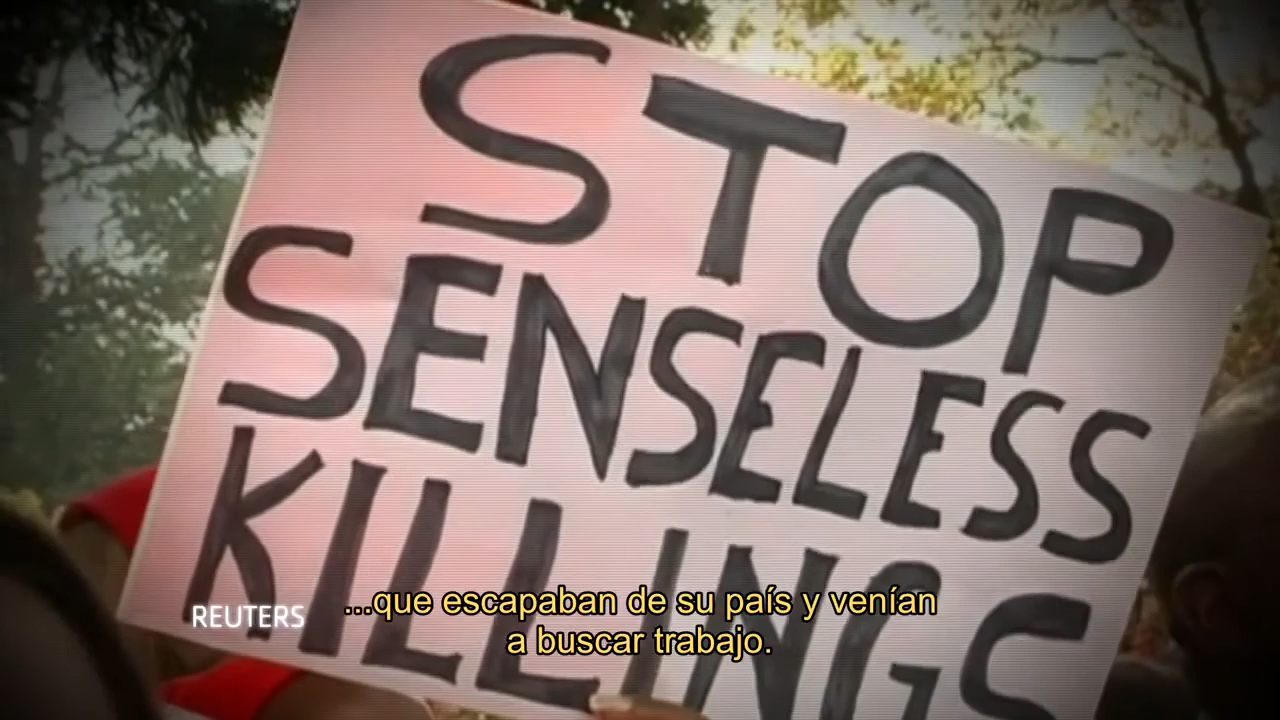 STOP
SENSELESS
KILLINGS
REUTERS
...que escapaban de su país y venían
a buscar trabajo.